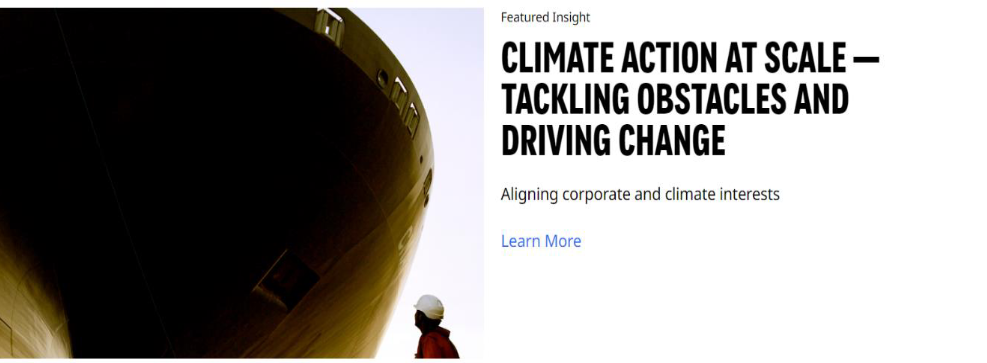 Featured Insight
CLIMATE ACTION AT SCALE —
TACKLING OBSTACLES AND
DRIVING CHANGE
Aligning corporate and climate interests
Learn More